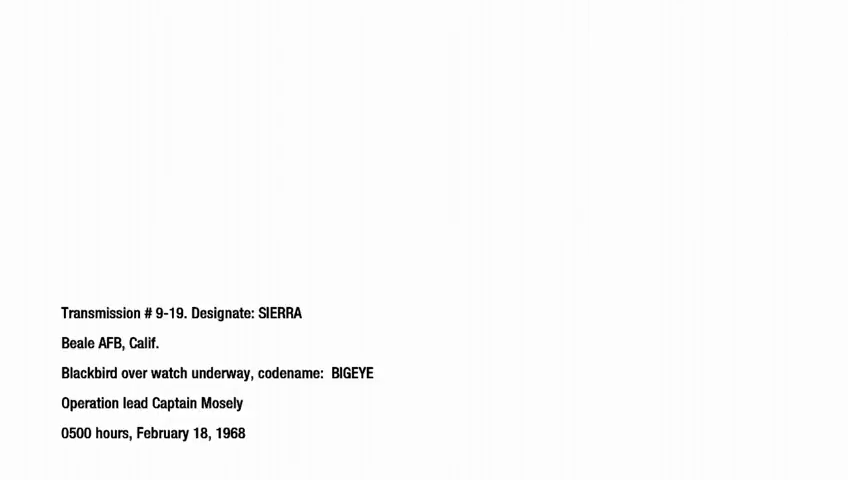 Transmission # 9-19. Designate: SIERRA
Beale AFB, Calif.
Blackbird over watch underway, codename:  BIGEYE
Operation lead Captain Mosely
0500 hours, February 18, 1968